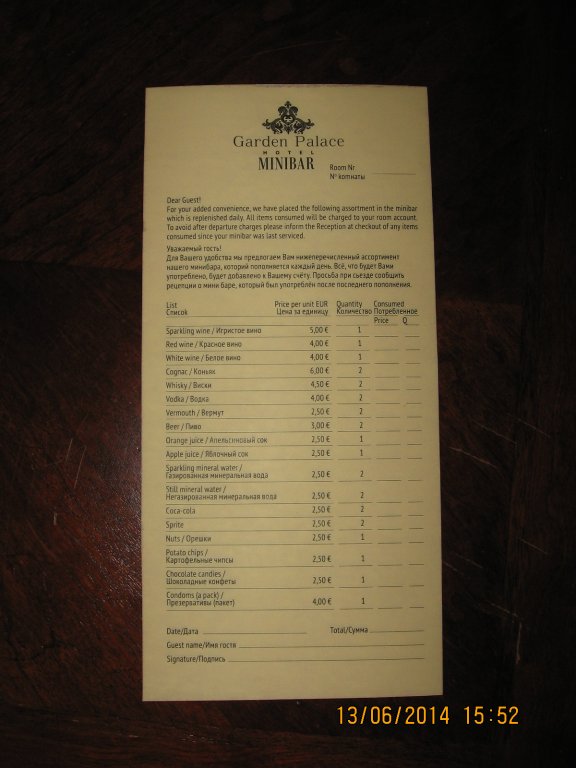 Garden Palace
HOTEL
MINIBAR
Room Nr
Nº комнаты
Dear Guest!
For your added convenience, we have placed the following assortment in the minibar
which is replenished daily. All items consumed will be charged to your room account.
To avoid after departure charges please inform the Reception at checkout of any items
consumed since your minibar was last serviced.
Уважаемый гость!
Для Вашего удобства мы предлогаем Вам нижеперечисленный ассортимент
нашего минибара, который пополняется каждый день. Всё, что будет Вами
употреблено, будет добавлено к Вашему счёту. Просьба при съезде сообщить
рецепции о мини баре, который был употреблён после последнего пополнения.
List Price per unit EUR Quantity Consumed
Список Цена за единицу Количество Потребленное
Price Q
Sparkling wine / Игристое вино 5,00 € 1
Red wine / Красное вино 4,00 € 1
White wine / Белое вино 4,00 € 1
Cognac / Коньяк 6,00 € 2
Whisky / Виски 4,50 € 2
Vodka / Водка 4,00 € 2
Vermouth / Вермут 2,50 € 2
Beer / Пиво 3,00 € 2
Orange juice / Апельсиновый сок 2,50 € 1
Apple juice / Яблочный сок 2,50 € 1
Sparkling mineral water /
Газированная минеральная вода 2,50 € 2
Still mineral water /
Негазированная минеральная вода 2,50 € 2
Coca-cola 2,50 € 2
Sprite 2,50 € 2
Nuts / Орешки 2,50 € 1
Potato chips /
Картофельные чипсы 2,50 € 1
Chocolate candies /
Шоколадные конфеты 2,50 € 1
Condoms (a pack) /
Презервативы (пакет) 4,00 € 1
Date/Дата Total/Сумма
Guest name/Имя гостя
Signature/Подпись
13/06/2014 15:52